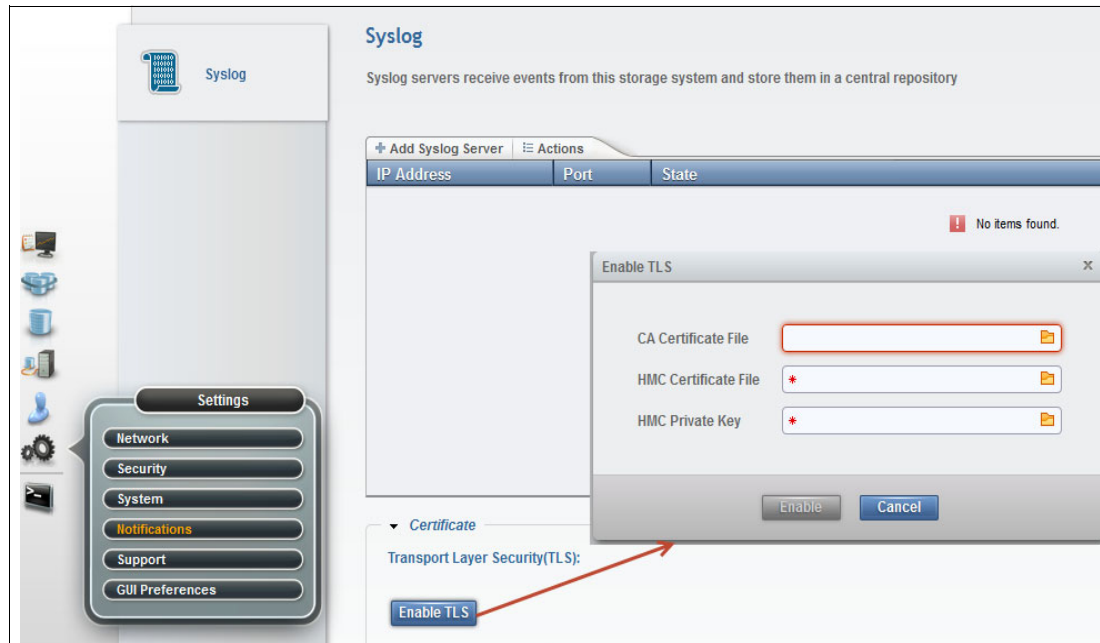 Syslog
Syslog
Syslog servers receive events from this storage system and store them in a central repository
Add Syslog Server Actions
IP Address Port State
No items found.
Enable TLS x
CA Certificate File
HMC Certificate File *
HMC Private Key *
Enable Cancel
Settings
Network
Security
System
Notifications
Support
GUI Preferences
Certificate
Transport Layer Security(TLS):
Enable TLS